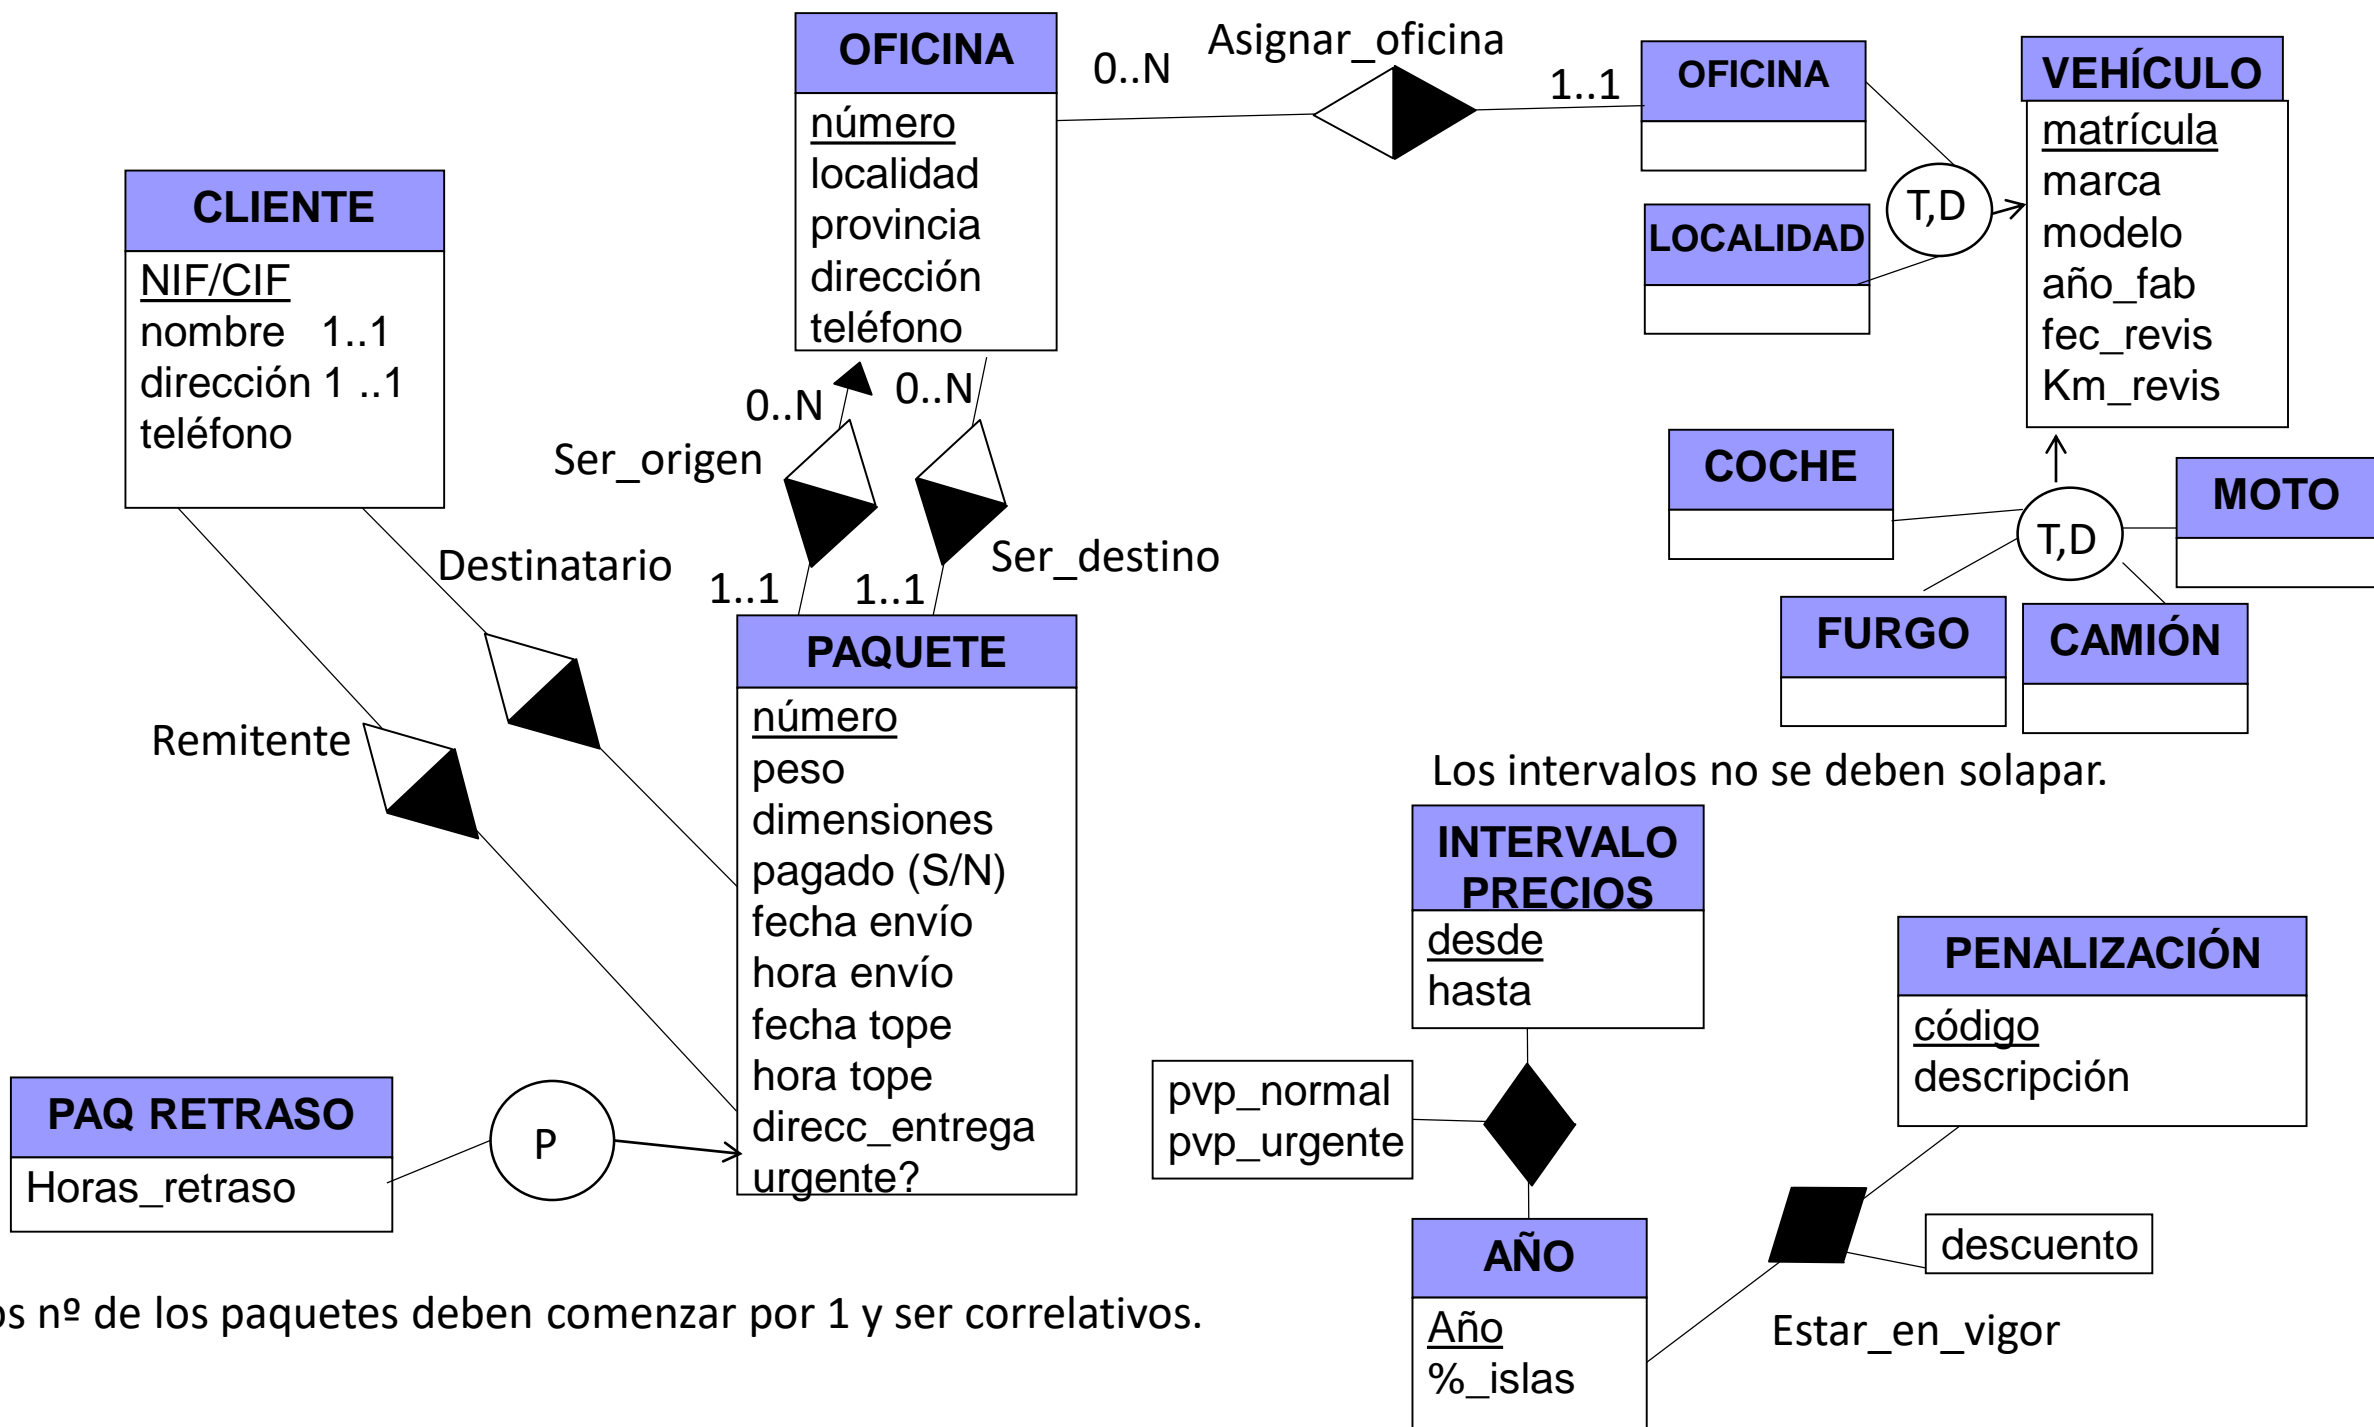 OFICINA
número
localidad
provincia
dirección
teléfono
0..N
Asignar_oficina
1..1
OFICINA
LOCALIDAD
T,D
VEHÍCULO
matrícula
marca
modelo
año_fab
fec_revis
Km_revis
CLIENTE
NIF/CIF
nombre 1..1
dirección 1 ..1
teléfono
0..N
0..N
Ser_origen
Ser_destino
1..1
1..1
Destinatario
Remitente
COCHE
MOTO
T,D
FURGO
CAMIÓN
PAQUETE
número
peso
dimensiones
pagado (S/N)
fecha envío
hora envío
fecha tope
hora tope
direcc_entrega
urgente?
PAQ RETRASO
Horas_retraso
P
Los intervalos no se deben solapar.
INTERVALO
PRECIOS
desde
hasta
pvp_normal
pvp_urgente
PENALIZACIÓN
código
descripción
AÑO
Año
%_islas
descuento
Estar_en_vigor
os nº de los paquetes deben comenzar por 1 y ser correlativos.